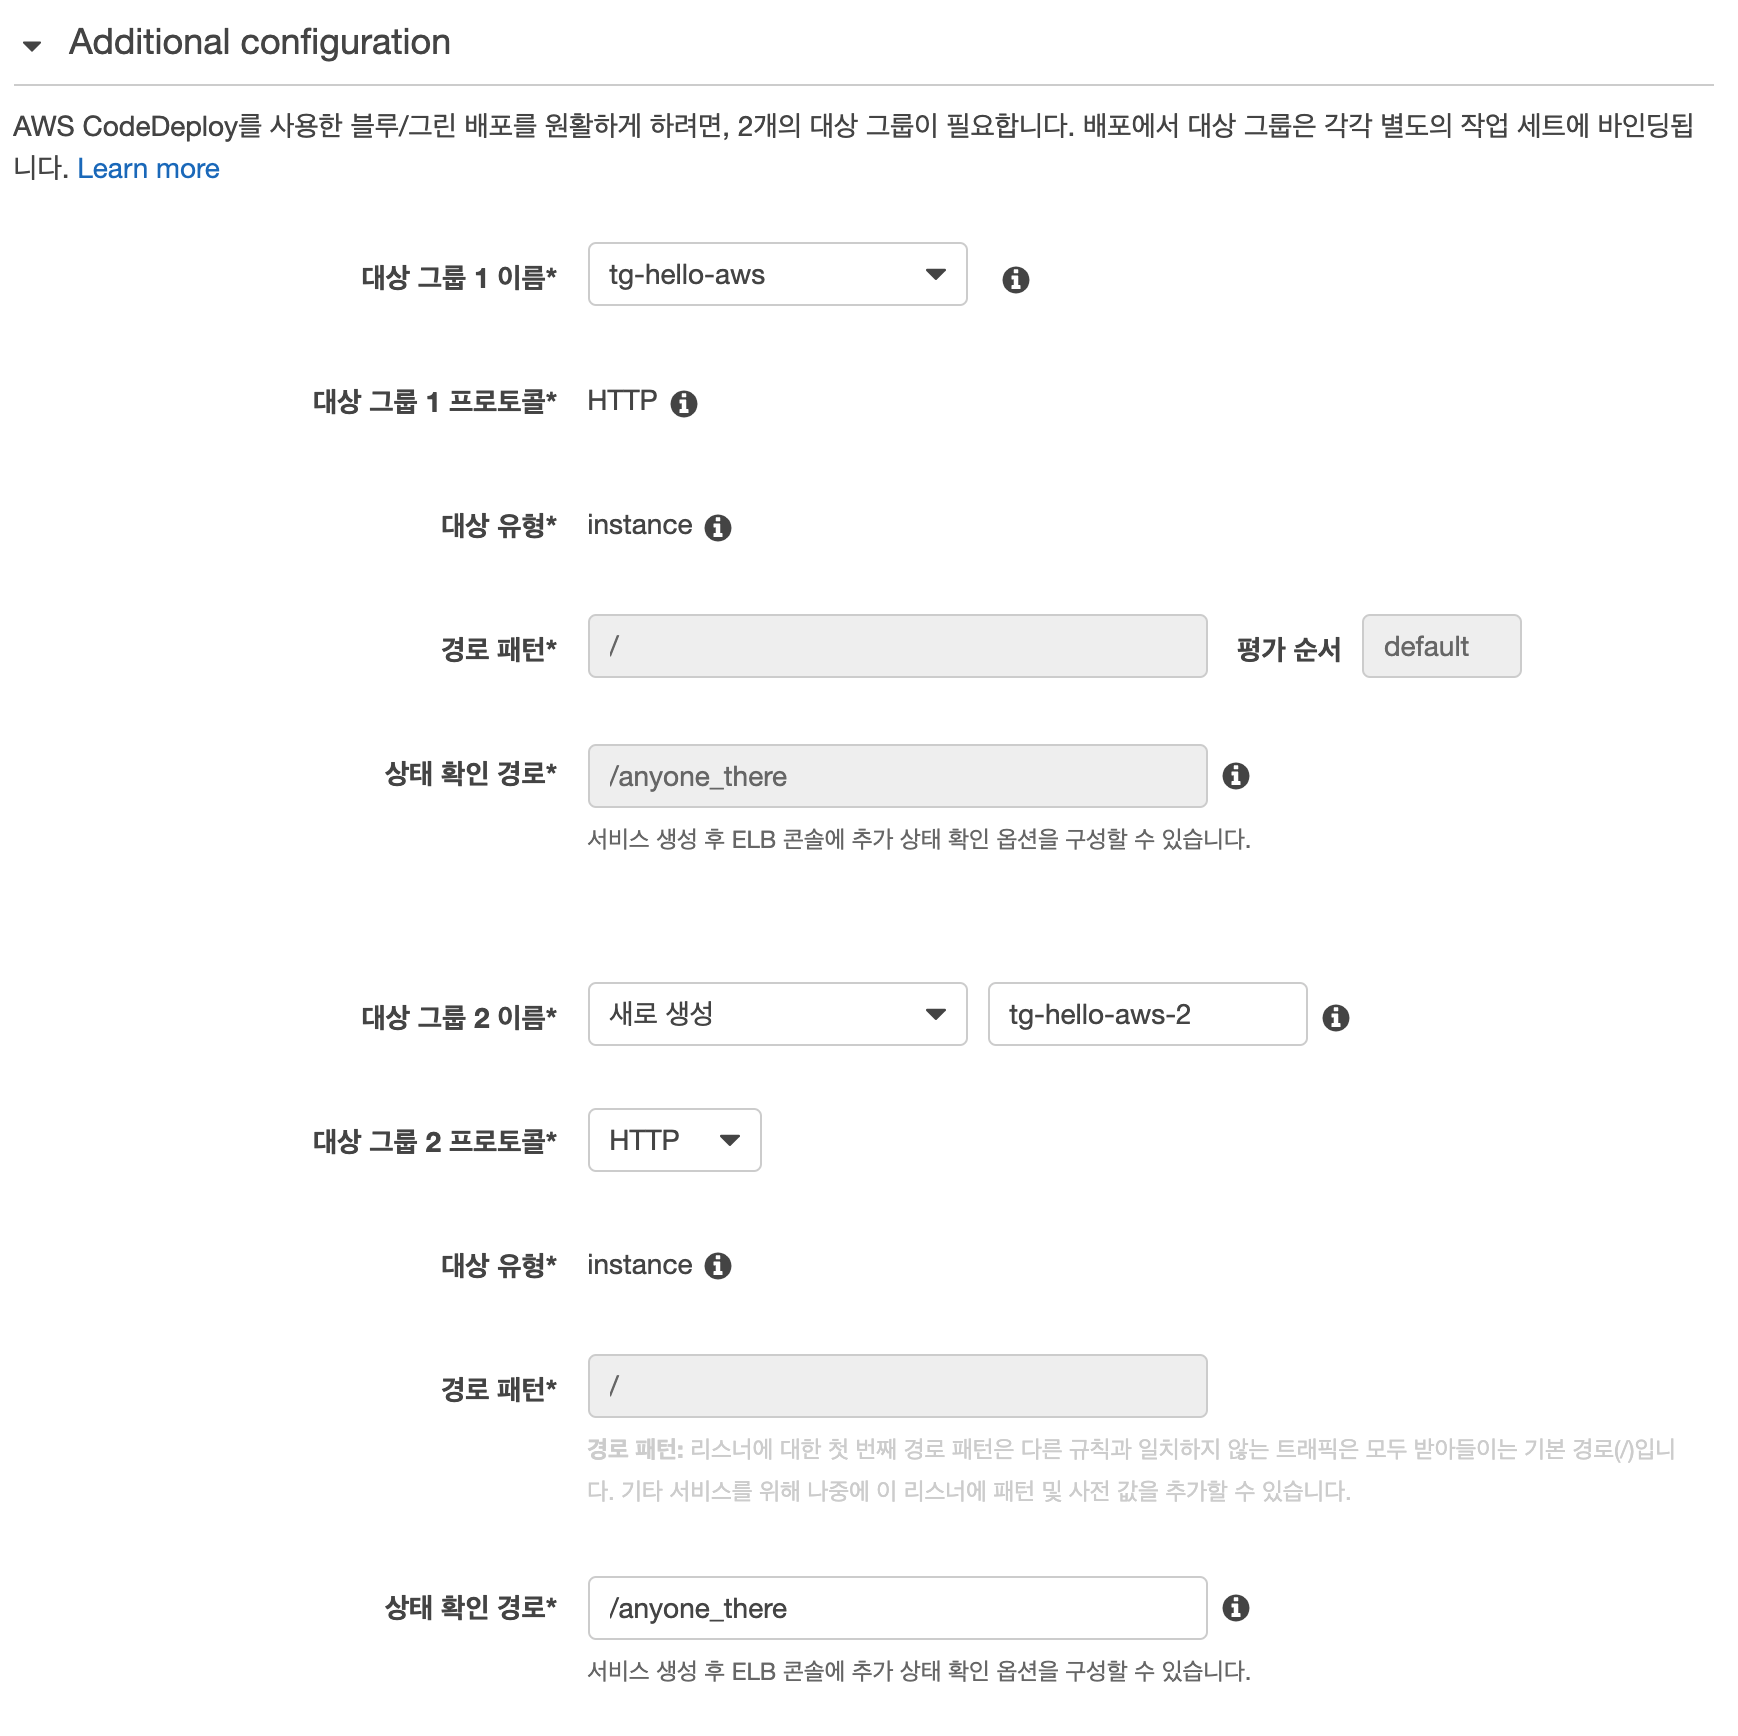 Additional configuration
AWS CodeDeploy를 사용한 블루/그린 배포를 원활하게 하려면, 2개의 대상 그룹이 필요합니다. 배포에서 대상 그룹은 각각 별도의 작업 세트에 바인딩됩
니다. Learn more
대상 그룹 1 이름* tg-hello-aws
대상 그룹 1 프로토콜* HTTP
대상 유형* instance
경로 패턴* / 평가 순서 default
상태 확인 경로* /anyone_there
서비스 생성 후 ELB 콘솔에 추가 상태 확인 옵션을 구성할 수 있습니다.
대상 그룹 2 이름* 새로 생성 tg-hello-aws-2
대상 그룹 2 프로토콜* HTTP
대상 유형* instance
경로 패턴* /
경로 패턴: 리스너에 대한 첫 번째 경로 패턴은 다른 규칙과 일치하지 않는 트래픽은 모두 받아들이는 기본 경로(/)입니
다. 기타 서비스를 위해 나중에 이 리스너에 패턴 및 사전 값을 추가할 수 있습니다.
상태 확인 경로* /anyone_there
서비스 생성 후 ELB 콘솔에 추가 상태 확인 옵션을 구성할 수 있습니다.